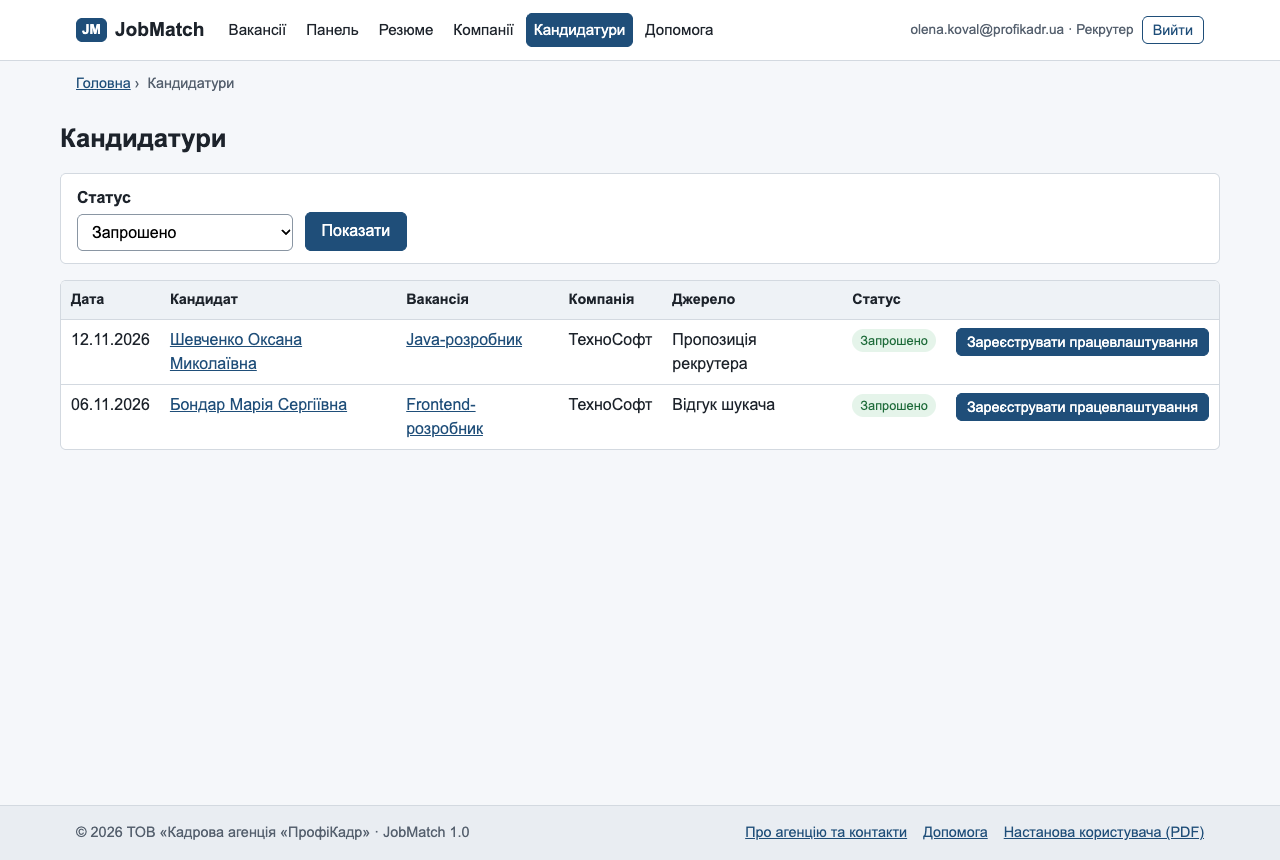 JM JobMatch Вакансії Панель Резюме Компанії Кандидатури Допомога olena.koval@profikadr.ua · Рекрутер Вийти
Головна › Кандидатури
Кандидатури
Статус
Запрошено Показати
Дата Кандидат Вакансія Компанія Джерело Статус
12.11.2026 Шевченко Оксана Java-розробник ТехноСофт Пропозиція Запрошено Зареєструвати працевлаштування
Миколаївна рекрутера
06.11.2026 Бондар Марія Сергіївна Frontend- ТехноСофт Відгук шукача Запрошено Зареєструвати працевлаштування
розробник
© 2026 ТОВ «Кадрова агенція «ПрофіКадр» · JobMatch 1.0 Про агенцію та контакти Допомога Настанова користувача (PDF)